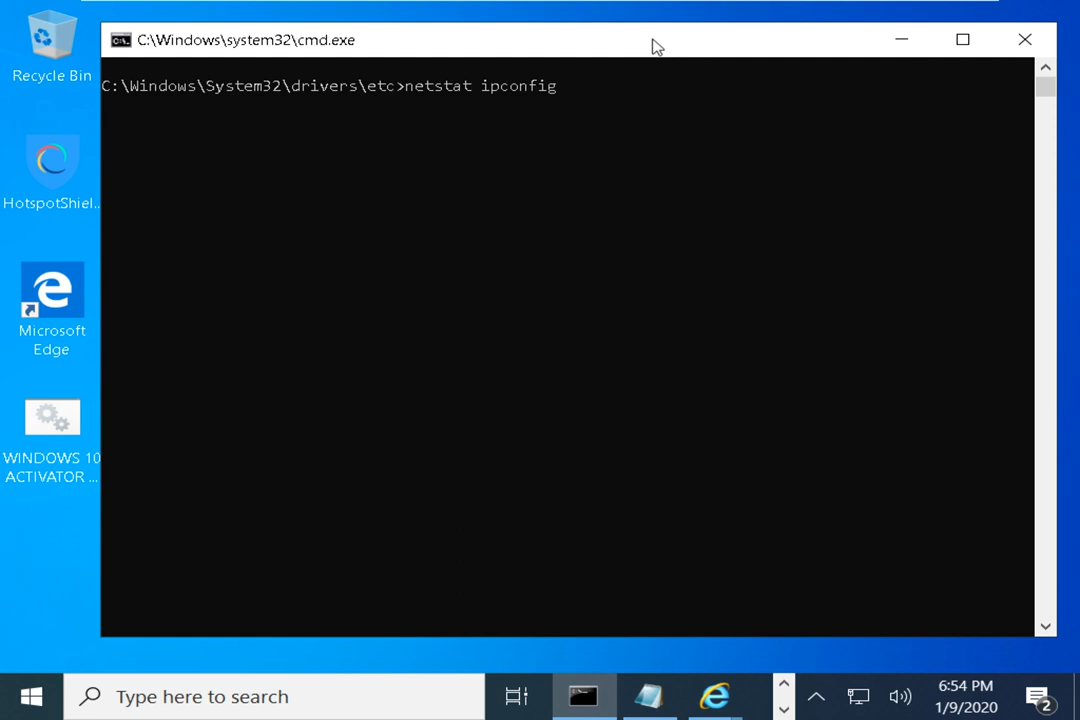 C:\Windows\system32\cmd.exe
Recycle Bin
C:\Windows\System32\drivers\etc>netstat ipconfig
HotspotShiel...
Microsoft
Edge
WINDOWS 10
ACTIVATOR ...
Type here to search
6:54 PM
1/9/2020
2